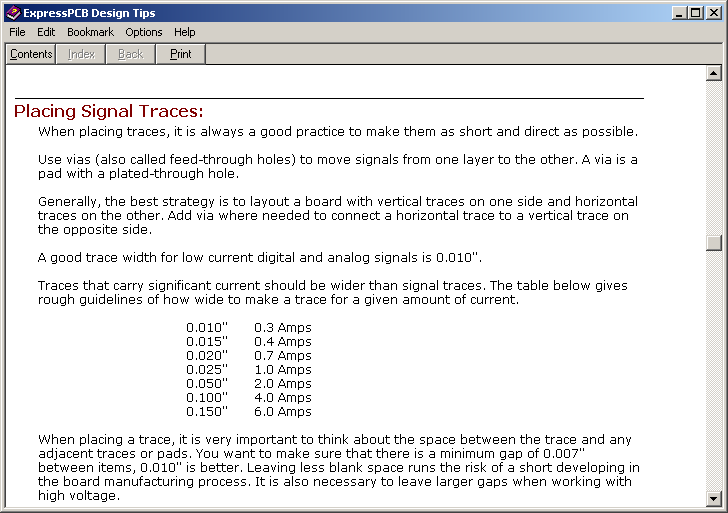 ExpressPCB Design Tips
File Edit Bookmark Options Help
Contents Index Back Print
Placing Signal Traces:
When placing traces, it is always a good practice to make them as short and direct as possible.
Use vias (also called feed-through holes) to move signals from one layer to the other. A via is a
pad with a plated-through hole.
Generally, the best strategy is to layout a board with vertical traces on one side and horizontal
traces on the other. Add via where needed to connect a horizontal trace to a vertical trace on
the opposite side.
A good trace width for low current digital and analog signals is 0.010".
Traces that carry significant current should be wider than signal traces. The table below gives
rough guidelines of how wide to make a trace for a given amount of current.
0.010" 0.3 Amps
0.015" 0.4 Amps
0.020" 0.7 Amps
0.025" 1.0 Amps
0.050" 2.0 Amps
0.100" 4.0 Amps
0.150" 6.0 Amps
When placing a trace, it is very important to think about the space between the trace and any
adjacent traces or pads. You want to make sure that there is a minimum gap of 0.007"
between items, 0.010" is better. Leaving less blank space runs the risk of a short developing in
the board manufacturing process. It is also necessary to leave larger gaps when working with
high voltage.